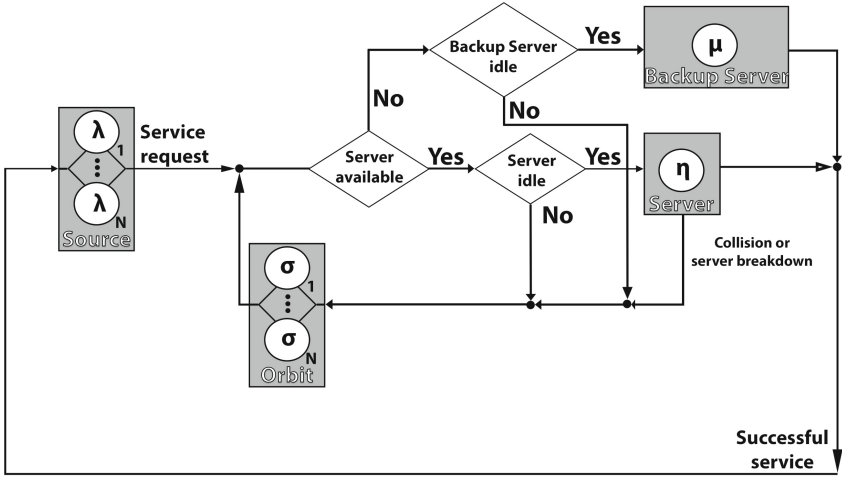 Backup Server
idle
Yes
μ
Backup Server
No
No
λ
1
λ
N
Source
Service
request
Server
available
Yes
Server
idle
Yes
η
Server
No
Collision or
server breakdown
σ
1
σ
N
Orbit
Successful
service